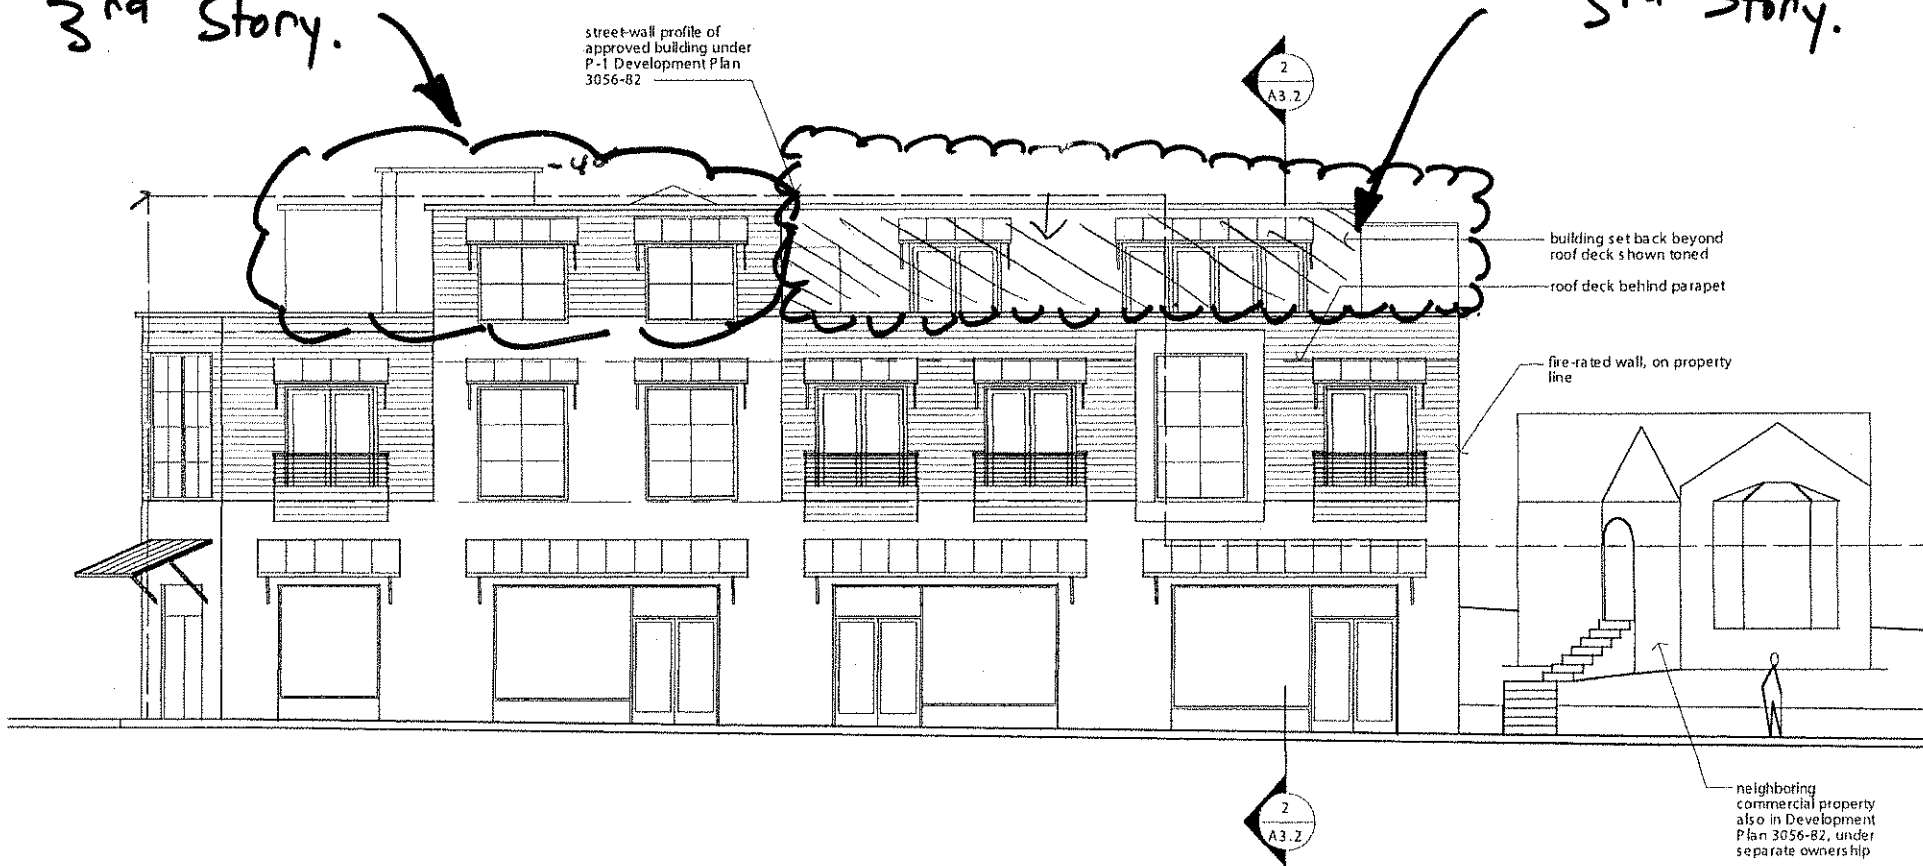 3rd Story.
3rd Story.
street-wall profile of
approved building under
P-1 Development Plan
3056-82
2
A3.2
building set back beyond
roof deck shown toned
roof deck behind parapet
fire-rated wall, on property
line
neighboring
commercial property
also in Development
Plan 3056-82, under
separate ownership
2
A3.2